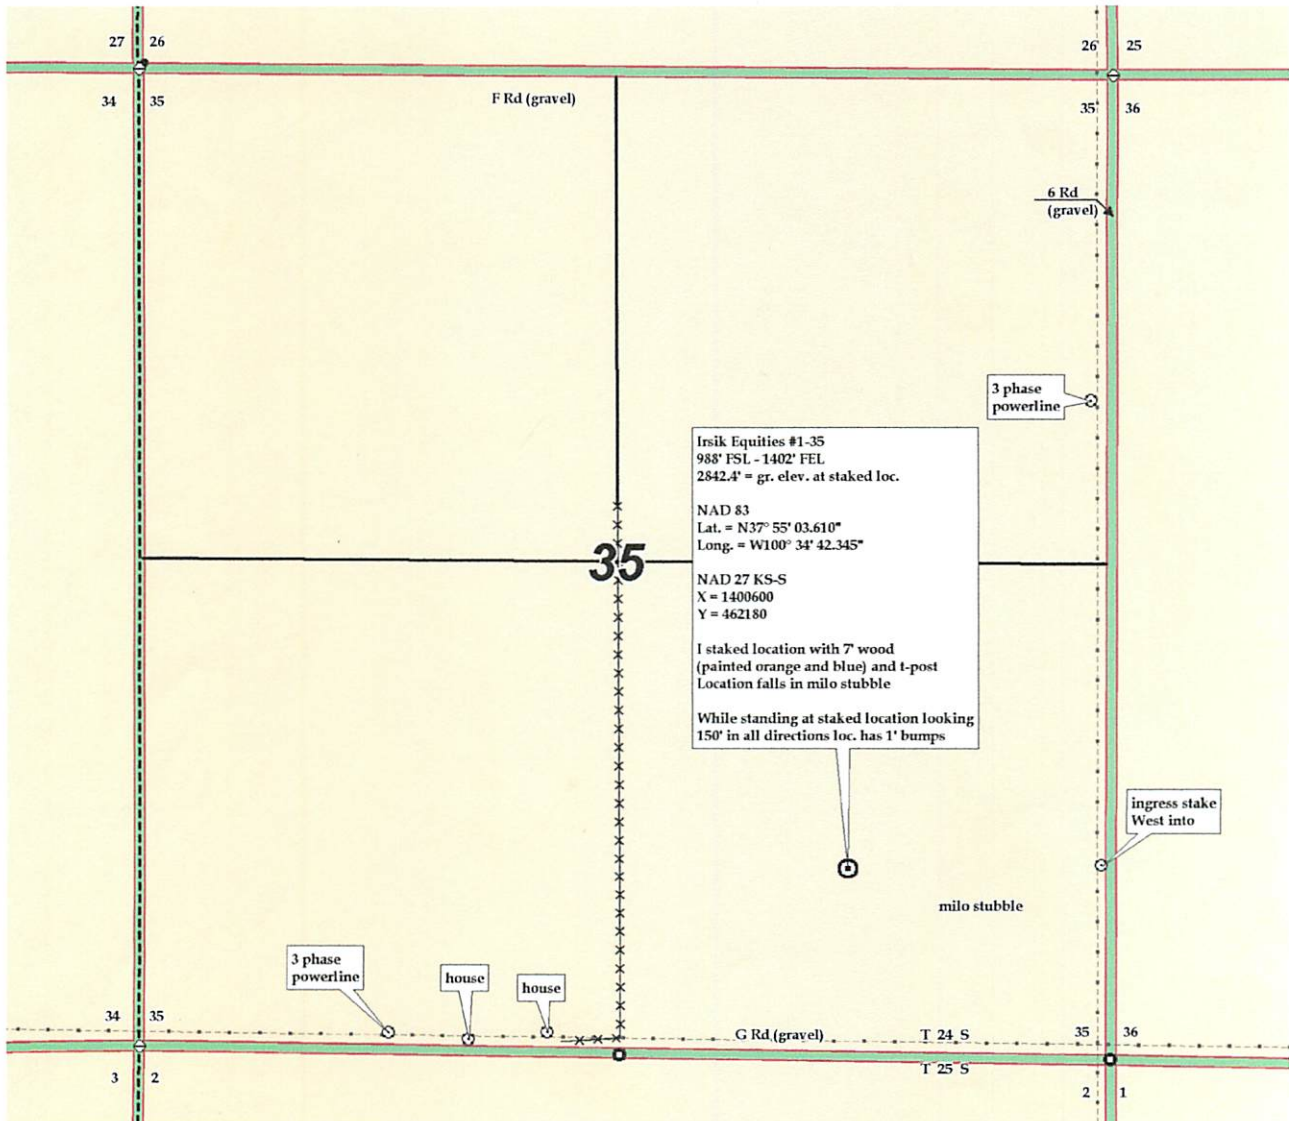 27 26
26 25
34 35
35 36
F Rd (gravel)
6 Rd
(gravel)
3 phase
powerline
Irsik Equities #1-35
988' FSL - 1402' FEL
2842.4' = gr. elev. at staked loc.
NAD 83
Lat. = N37° 55' 03.610"
Long. = W100° 34' 42.345"
NAD 27 KS-S
X = 1400600
Y = 462180
I staked location with 7' wood
(painted orange and blue) and t-post
Location falls in milo stubble
While standing at staked location looking
150' in all directions loc. has 1' bumps
35
ingress stake
West into
milo stubble
3 phase
powerline
house
house
34 35
G Rd (gravel)
T 24 S
35 36
T 25 S
3 2
2 1